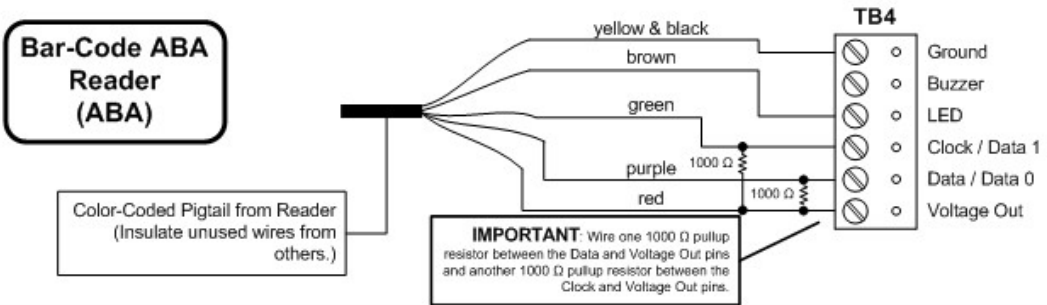 Bar-Code ABA
Reader
(ABA)
yellow & black
brown
green
purple
red
1000 Ω
1000 Ω
TB4
Ground
Buzzer
LED
Clock / Data 1
Data / Data 0
Voltage Out
Color-Coded Pigtail from Reader
(Insulate unused wires from
others.)
IMPORTANT: Wire one 1000 Ω pullup
resistor between the Data and Voltage Out pins
and another 1000 Ω pullup resistor between the
Clock and Voltage Out pins.